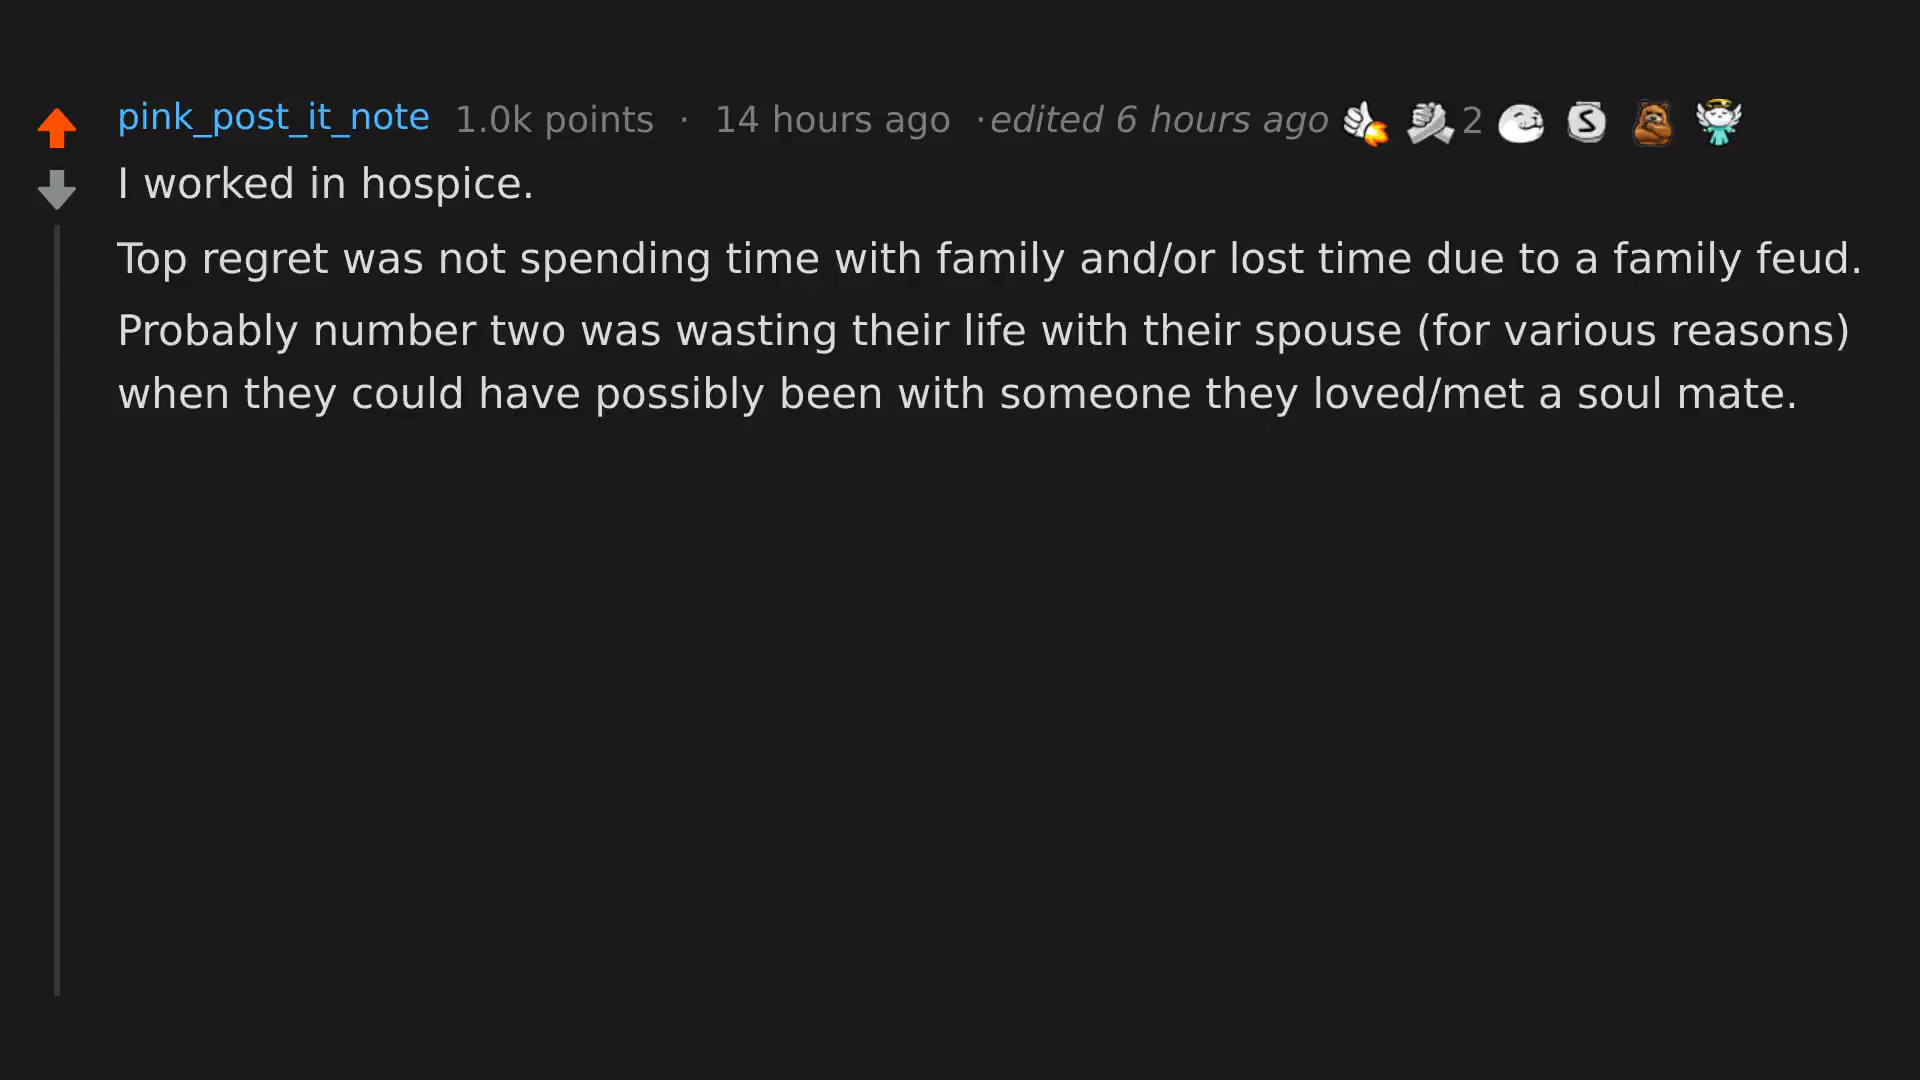 pink_post_it_note 1.0k points · 14 hours ago ·edited 6 hours ago 2 S
I worked in hospice.
Top regret was not spending time with family and/or lost time due to a family feud.
Probably number two was wasting their life with their spouse (for various reasons)
when they could have possibly been with someone they loved/met a soul mate.